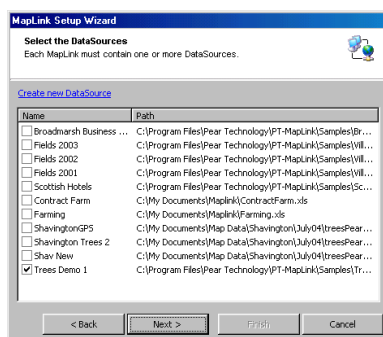 MapLink Setup Wizard
Select the DataSources
Each MapLink must contain one or more DataSources.
Create new DataSource
Name Path
Broadmarsh Business ... C:\Program Files\Pear Technology\PT-MapLink\Samples\Br...
Fields 2003 C:\Program Files\Pear Technology\PT-MapLink\Samples\Vill...
Fields 2002 C:\Program Files\Pear Technology\PT-MapLink\Samples\Vill...
Fields 2001 C:\Program Files\Pear Technology\PT-MapLink\Samples\Vill...
Scottish Hotels C:\Program Files\Pear Technology\PT-MapLink\Samples\Sc...
Contract Farm C:\My Documents\Maplink\ContractFarm.xls
Farming C:\My Documents\Maplink\Farming.xls
ShavingtonGPS C:\My Documents\Map Data\Shavington\July04\treesPear...
Shavington Trees 2 C:\My Documents\Map Data\Shavington\July04\treesPear...
Shav New C:\My Documents\Map Data\Shavington\July04\treesPear...
Trees Demo 1 C:\Program Files\Pear Technology\PT-MapLink\Samples\Tr...
< Back Next > Finish Cancel